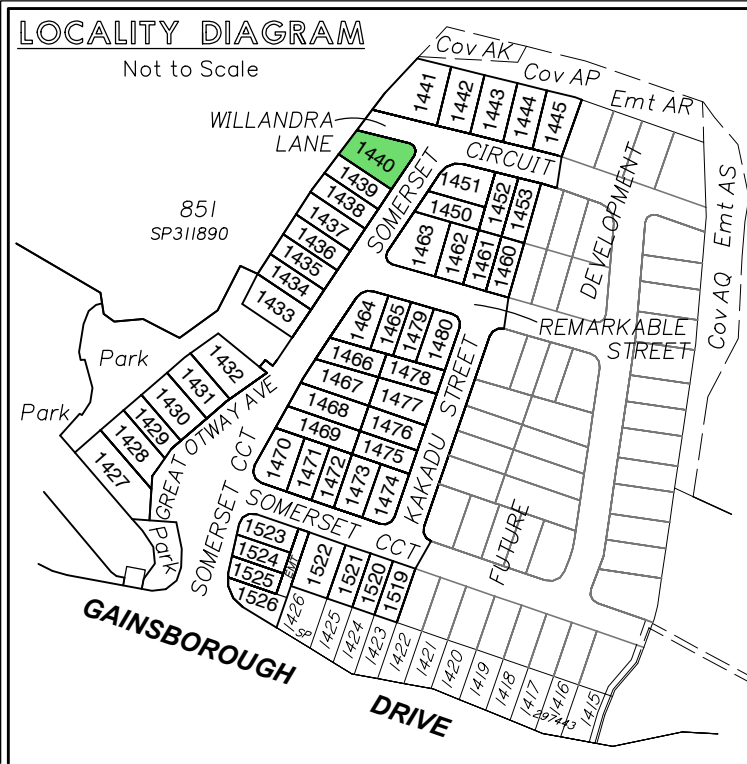 LOCALITY DIAGRAM
Not to Scale
Cov AK
Cov AP
Emt AR
Emt AS
Cov AQ
WILLANDRA
LANE
1441
1442
1443
1444
1445
CIRCUIT
SOMERSET
1440
1439
1438
1437
1436
1435
1434
1433
851
SP311890
1451
1450
1452
1453
1463
1462
1461
1460
DEVELOPMENT
REMARKABLE
STREET
1464
1465
1479
1480
1466
1478
1467
1477
1468
1476
1469
1475
1470
1471
1472
1473
1474
KAKADU STREET
Park
Park
1432
1431
1430
1429
1428
1427
GREAT OTWAY AVE
SOMERSET CCT
Park
SOMERSET CCT
FUTURE
1523
1524
1525
1526
EMT
1522
1521
1520
1519
1426
SP
1425
1424
1423
1422
1421
1420
1419
1418
1417
1416
1415
297443
GAINSBOROUGH
DRIVE